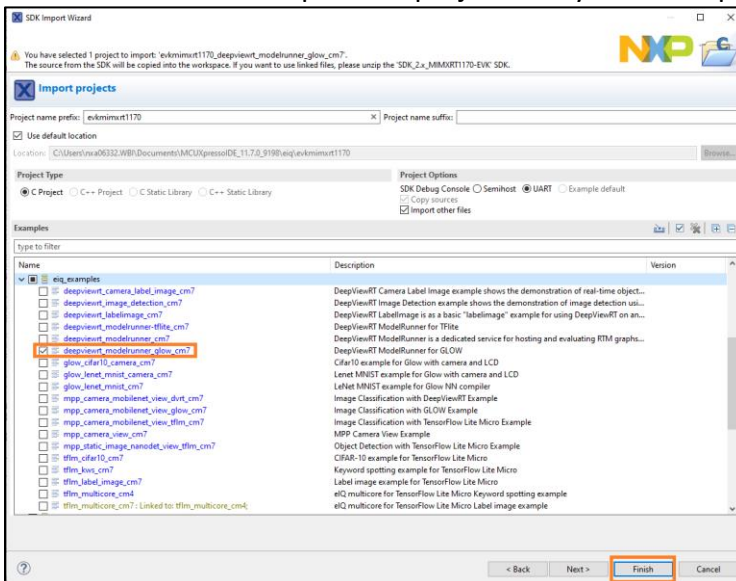 SDK Import Wizard
You have selected 1 project to import: 'evkmimxrt1170_deepviewrt_modelrunner_glow_cm7'.
The source from the SDK will be copied into the workspace. If you want to use linked files, please unzip the 'SDK_2.x_MIMXRT1170-EVK' SDK.
NXP
Import projects
Project name prefix: evkmimxrt1170 Project name suffix:
Use default location
Location: C:\Users\nxa06332.WBI\Documents\MCUXpressoIDE_11.7.0_9198\eiq\evkmimxrt1170 Browse...
Project Type Project Options
C Project C++ Project C Static Library C++ Static Library SDK Debug Console Semihost UART Example default
Copy sources
Import other files
Examples
type to filter
Name Description Version
eiq_examples
deepviewrt_camera_label_image_cm7 DeepViewRT Camera Label Image example shows the demonstration of real-time object...
deepviewrt_image_detection_cm7 DeepViewRT Image Detection example shows the demonstration of image detection usi...
deepviewrt_labelimage_cm7 DeepViewRT LabelImage is as a basic "labelimage" example for using DeepViewRT on an...
deepviewrt_modelrunner-tflite_cm7 DeepViewRT ModelRunner for TFlite
deepviewrt_modelrunner_cm7 DeepViewRT ModelRunner is a dedicated service for hosting and evaluating RTM graphs...
deepviewrt_modelrunner_glow_cm7 DeepViewRT ModelRunner for GLOW
glow_cifar10_camera_cm7 Cifar10 example for Glow with camera and LCD
glow_lenet_mnist_camera_cm7 Lenet MNIST example for Glow with camera and LCD
glow_lenet_mnist_cm7 LeNet MNIST example for Glow NN compiler
mpp_camera_mobilenet_view_dvrt_cm7 Image Classification with DeepViewRT Example
mpp_camera_mobilenet_view_glow_cm7 Image Classification with GLOW Example
mpp_camera_mobilenet_view_tflm_cm7 Image Classification with TensorFlow Lite Micro Example
mpp_camera_view_cm7 MPP Camera View Example
mpp_static_image_nanodet_view_tflm_cm7 Object Detection with TensorFlow Lite Micro Example
tflm_cifar10_cm7 CIFAR-10 example for TensorFlow Lite Micro
tflm_kws_cm7 Keyword spotting example for TensorFlow Lite Micro
tflm_label_image_cm7 Label image example for TensorFlow Lite Micro
tflm_multicore_cm4 eIQ multicore for TensorFlow Lite Micro Keyword spotting example
tflm_multicore_cm7 : Linked to: tflm_multicore_cm4; eIQ multicore for TensorFlow Lite Micro Label image example
< Back Next > Finish Cancel